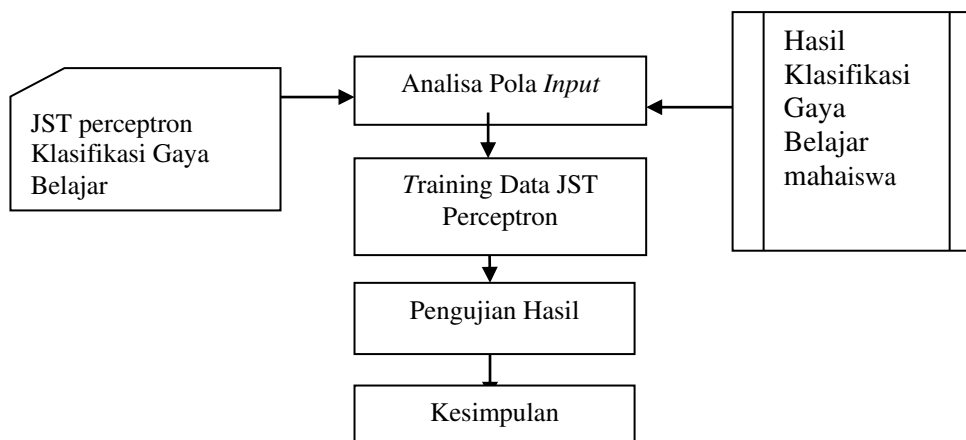 JST perceptron
Klasifikasi Gaya
Belajar
Analisa Pola Input
Hasil
Klasifikasi
Gaya
Belajar
mahaiswa
Training Data JST
Perceptron
Pengujian Hasil
Kesimpulan